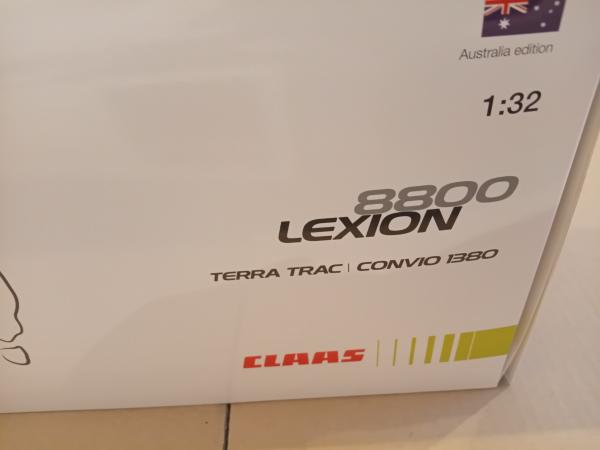 Australia edition
1:32
8800
LEXION
TERRA TRAC | CONVIO 1380
CLAAS